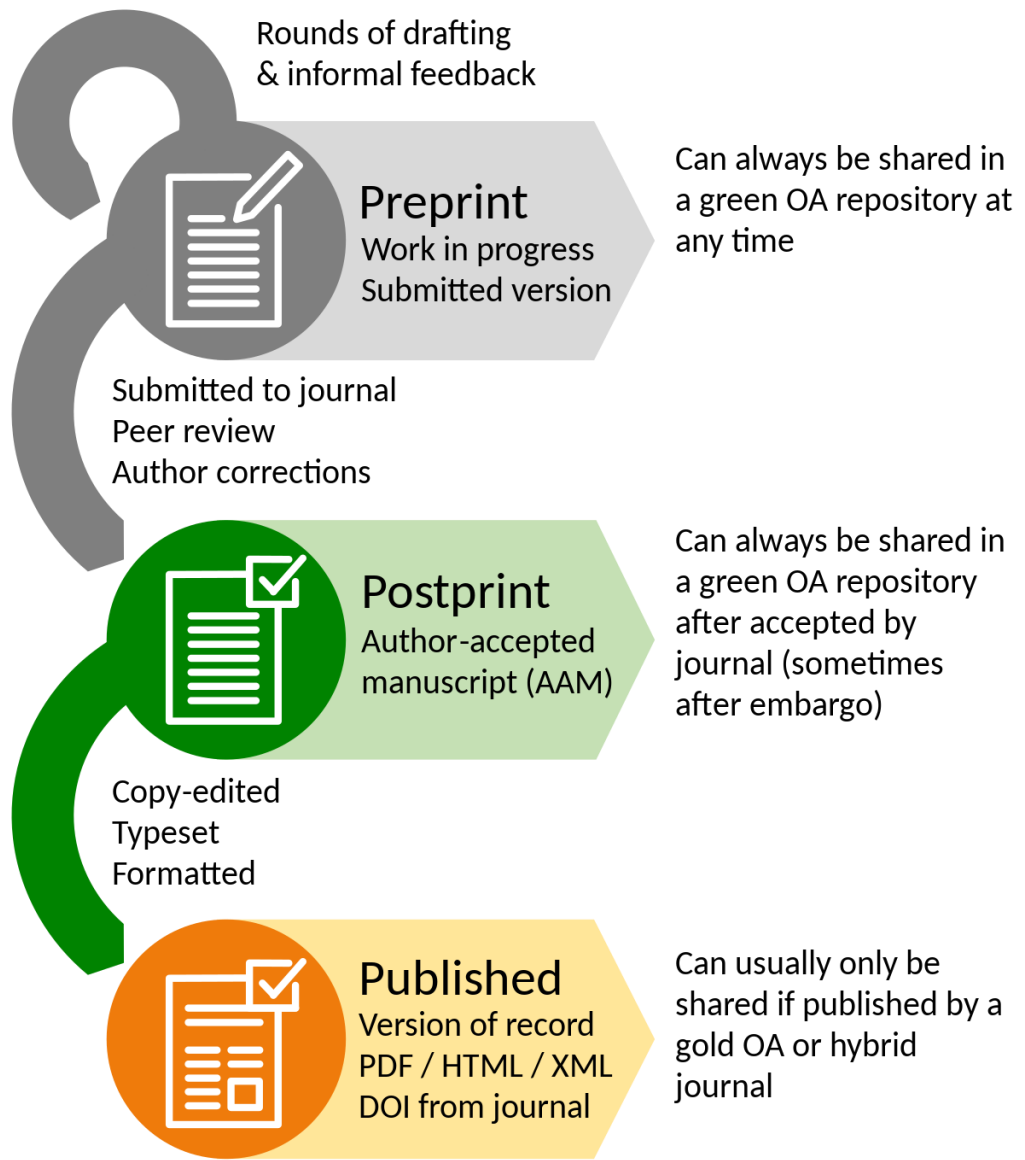 Rounds of drafting
& informal feedback
Preprint
Work in progress
Submitted version
Can always be shared in
a green OA repository at
any time
Submitted to journal
Peer review
Author corrections
Postprint
Author-accepted
manuscript (AAM)
Can always be shared in
a green OA repository
after accepted by
journal (sometimes
after embargo)
Copy-edited
Typeset
Formatted
Published
Version of record
PDF / HTML / XML
DOI from journal
Can usually only be
shared if published by a
gold OA or hybrid
journal